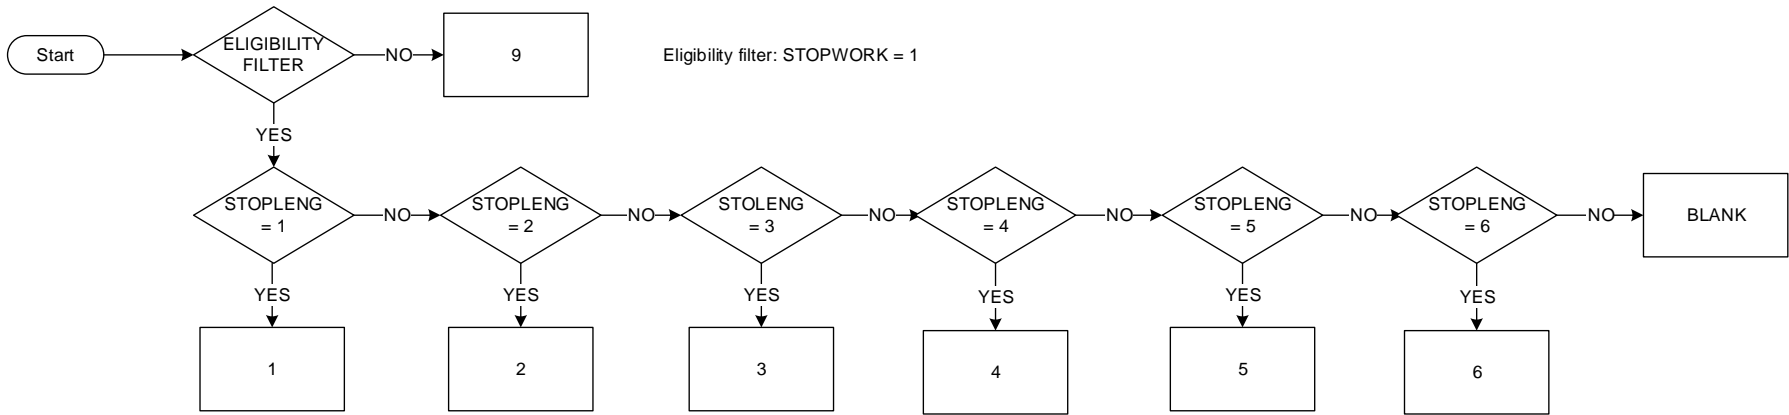 Start
ELIGIBILITY
FILTER
NO
9
Eligibility filter: STOPWORK = 1
YES
STOPLENG
= 1
NO
STOPLENG
= 2
NO
STOLENG
= 3
NO
STOPLENG
= 4
NO
STOPLENG
= 5
NO
STOPLENG
= 6
NO
BLANK
YES
YES
YES
YES
YES
YES
1
2
3
4
5
6